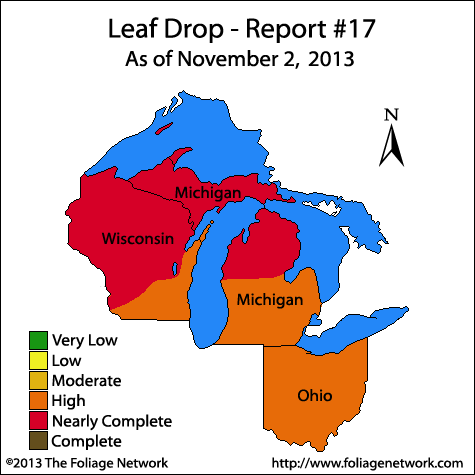 Leaf Drop - Report #17
As of November 2, 2013
N
Michigan
Wisconsin
Michigan
Ohio
Very Low
Low
Moderate
High
Nearly Complete
Complete
©2013 The Foliage Network
http://www.foliagenetwork.com